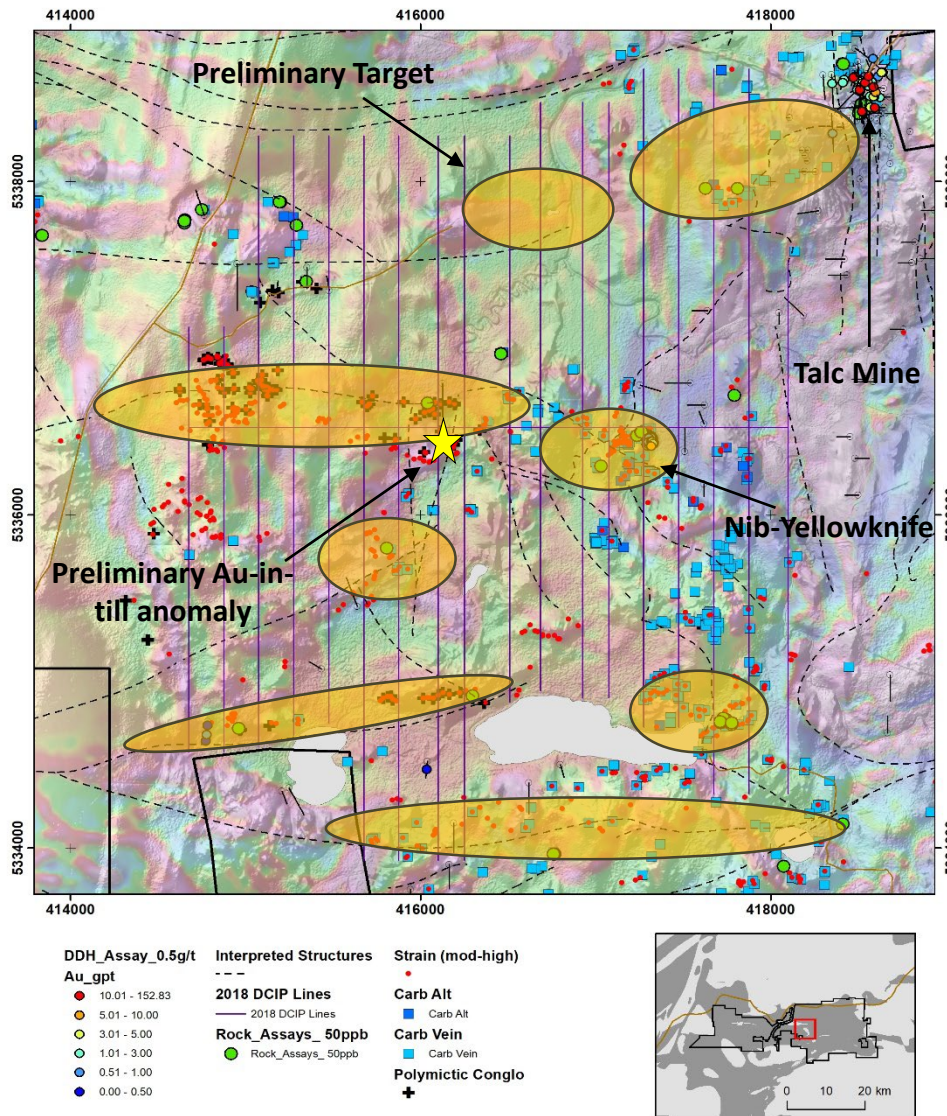 414000
416000
418000
Preliminary Target
5338000
Talc Mine
5336000
Nib-Yellowknife
Preliminary Au-in-
till anomaly
5334000
5334000
414000
416000
418000
DDH_Assay_0.5g/t
Au_gpt
10.01 - 152.83
5.01 - 10.00
3.01 - 5.00
1.01 - 3.00
0.51 - 1.00
0.00 - 0.50
Interpreted Structures
2018 DCIP Lines
2018 DCIP Lines
Rock_Assays_ 50ppb
Rock_Assays_ 50ppb
Strain (mod-high)
Carb Alt
Carb Alt
Carb Vein
Carb Vein
Polymictic Conglo
0 10 20 km